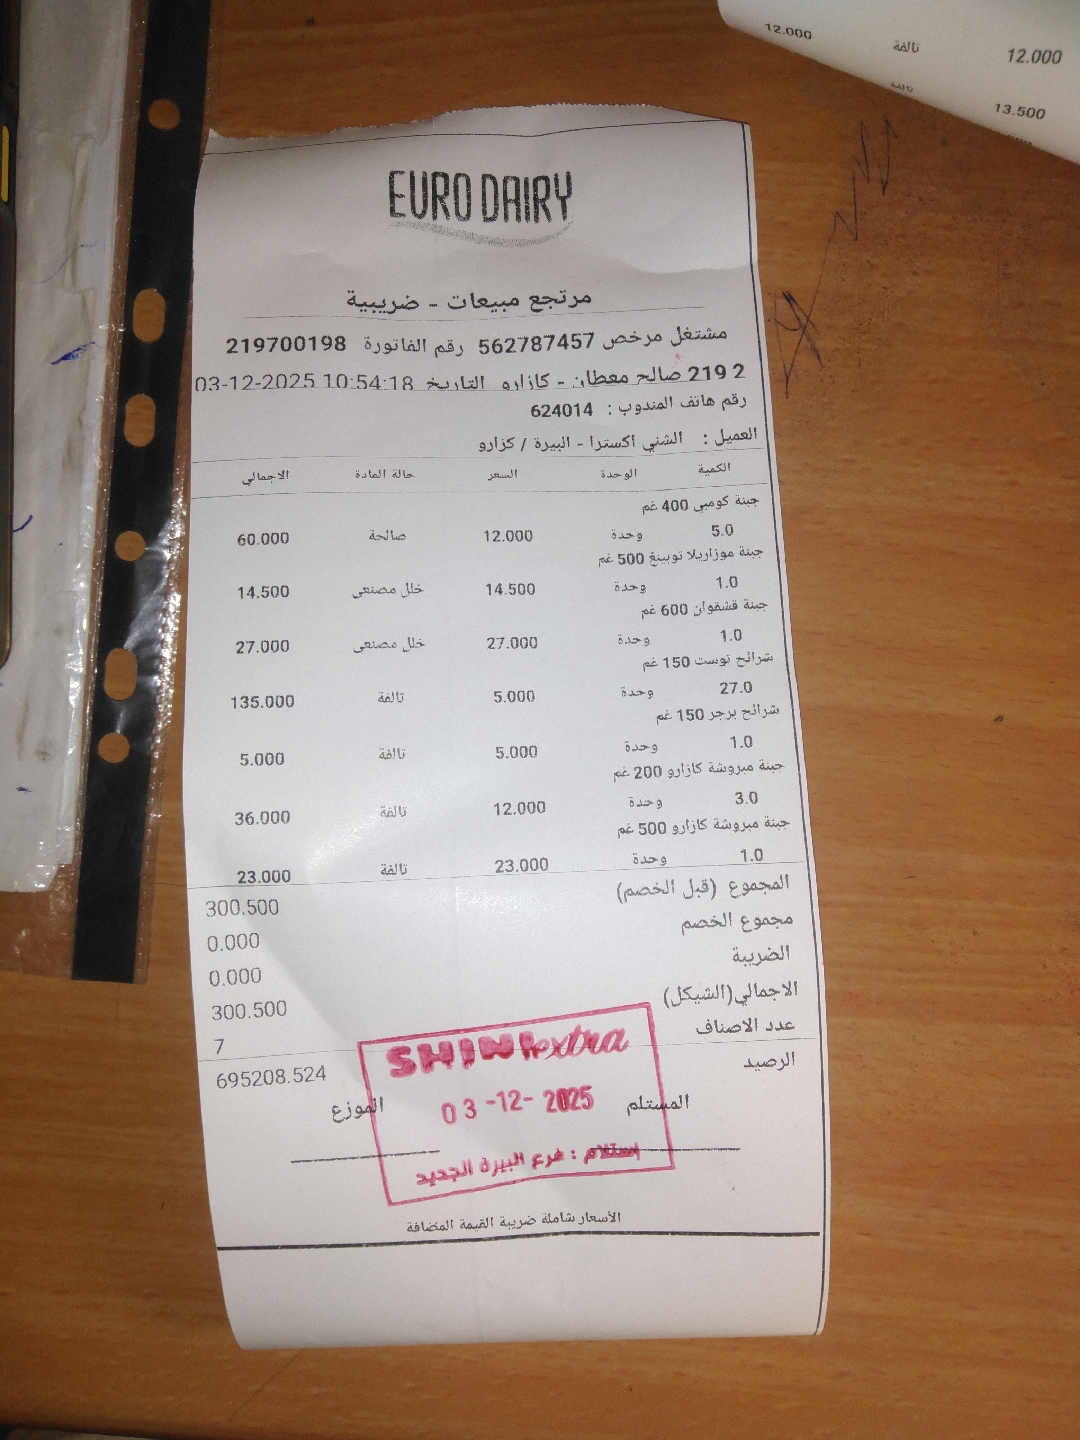 12.000 تالفة 12.000
تالفة 13.500
EURO DAIRY
مرتجع مبيعات - ضريبية
مشتغل مرخص 562787457 رقم الفاتورة 219700198
2 219 صالح معطان - كازارو التاريخ 03-12-2025 10:54:18
رقم هاتف المندوب : 624014
العميل : الشني اكسترا - البيرة / كزارو
الكمية الوحدة السعر حالة المادة الاجمالي
جبنة كومبي 400 غم
5.0 وحدة 12.000 صالحة 60.000
جبنة موزاريلا توبينغ 500 غم
1.0 وحدة 14.500 خلل مصنعي 14.500
جبنة قشقوان 600 غم
1.0 وحدة 27.000 خلل مصنعي 27.000
شرائح توست 150 غم
27.0 وحدة 5.000 تالفة 135.000
شرائح برجر 150 غم
1.0 وحدة 5.000 تالفة 5.000
جبنة مبروشة كازارو 200 غم
3.0 وحدة 12.000 تالفة 36.000
جبنة مبروشة كازارو 500 غم
1.0 وحدة 23.000 تالفة 23.000
المجموع (قبل الخصم) 300.500
مجموع الخصم 0.000
الضريبة 0.000
الاجمالي(الشيكل) 300.500
عدد الاصناف 7
الرصيد 695208.524
المستلم الموزع
SHINI extra
03-12-2025
استلام : فرع البيرة الجديد
الأسعار شاملة ضريبة القيمة المضافة